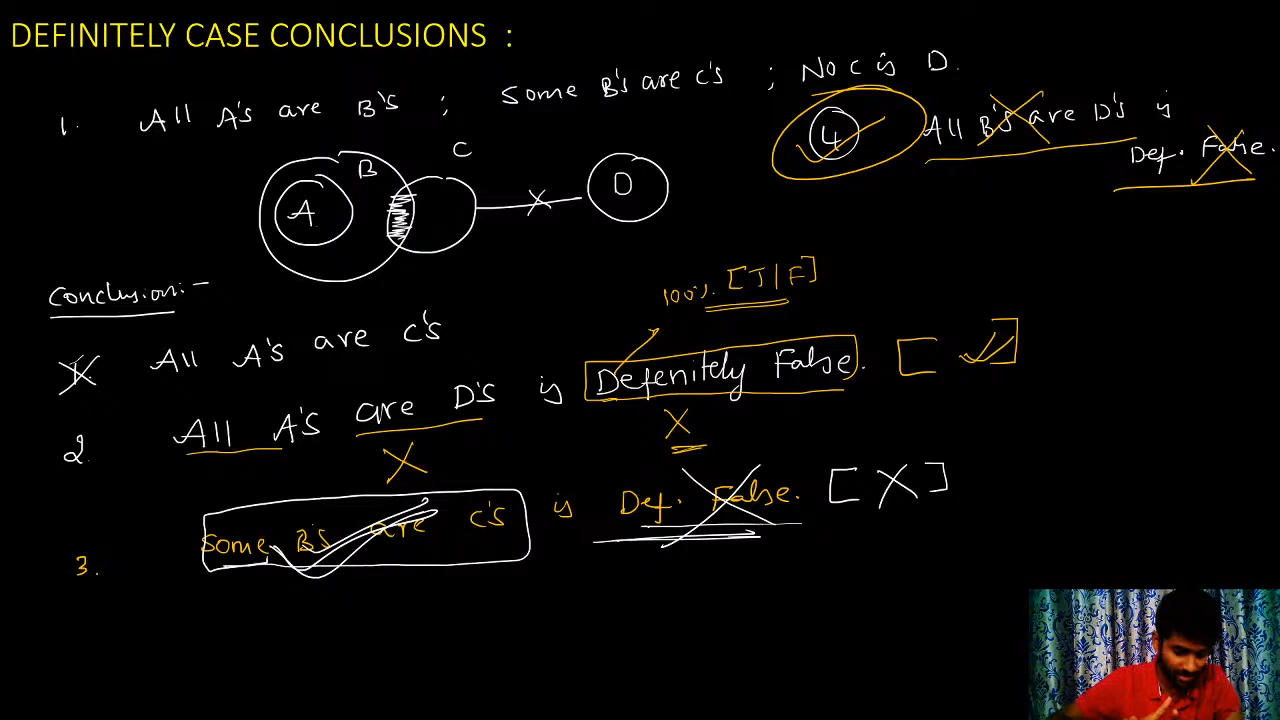 DEFINITELY CASE CONCLUSIONS :
1. All A's are B's ; Some B's are C's ; No C is D.
4 All B's are D's is
Def. False.
A B C D
Conclusion:-
1 All A's are C's
100% [T|F]
2 All A's are D's is Defenitely False. [ ]
3. Some B's are C's is Def. False. [ X ]